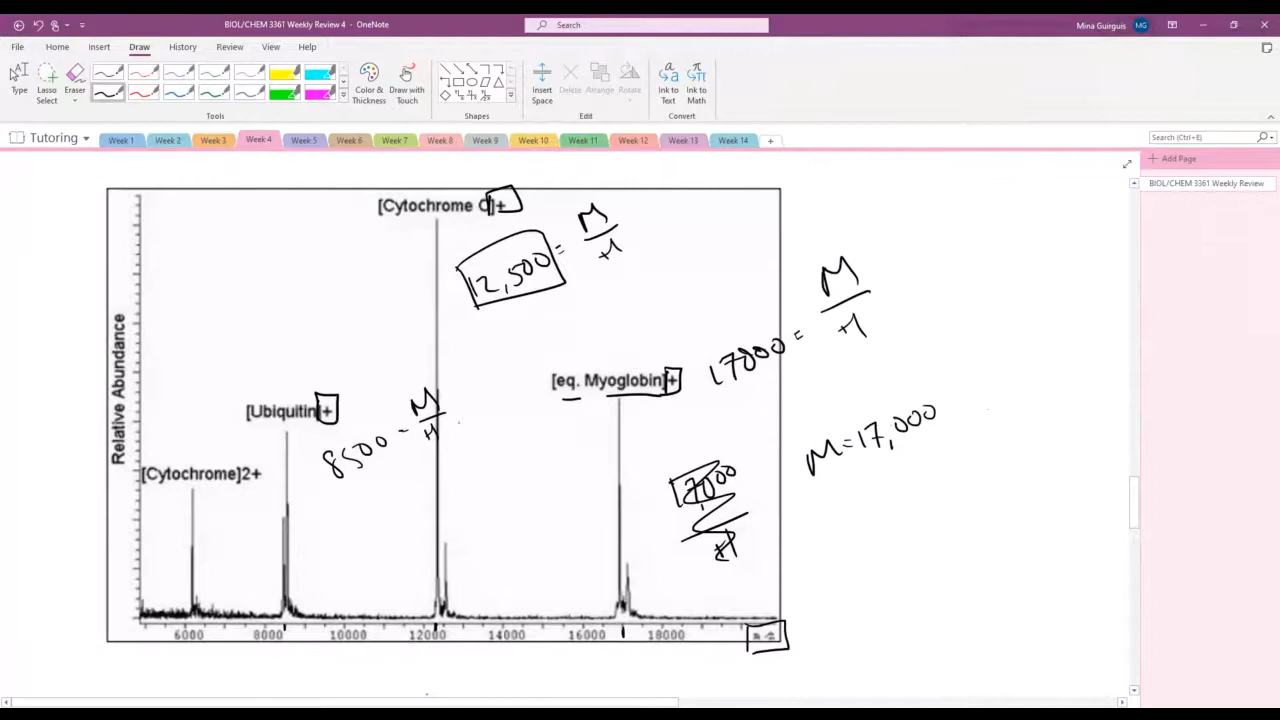 BIOL/CHEM 3361 Weekly Review 4 - OneNote
Search
Mina Guirguis MG
File Home Insert Draw History Review View Help
Type
Lasso Select
Eraser
Color & Thickness
Draw with Touch
Insert Space
Delete
Arrange
Rotate
Ink to Text
Ink to Math
Tools
Shapes
Edit
Convert
Tutoring
Week 1 Week 2 Week 3 Week 4 Week 5 Week 6 Week 7 Week 8 Week 9 Week 10 Week 11 Week 12 Week 13 Week 14 +
Search (Ctrl+E)
Add Page
BIOL/CHEM 3361 Weekly Review
[Cytochrome C]+
12,500 = M/+1
17000 = M/+1
[eq. Myoglobin]+
[Ubiquitin]+
8500 = M/+1
M=17,000
[Cytochrome]2+
Relative Abundance
6000 8000 10000 12000 14000 16000 18000